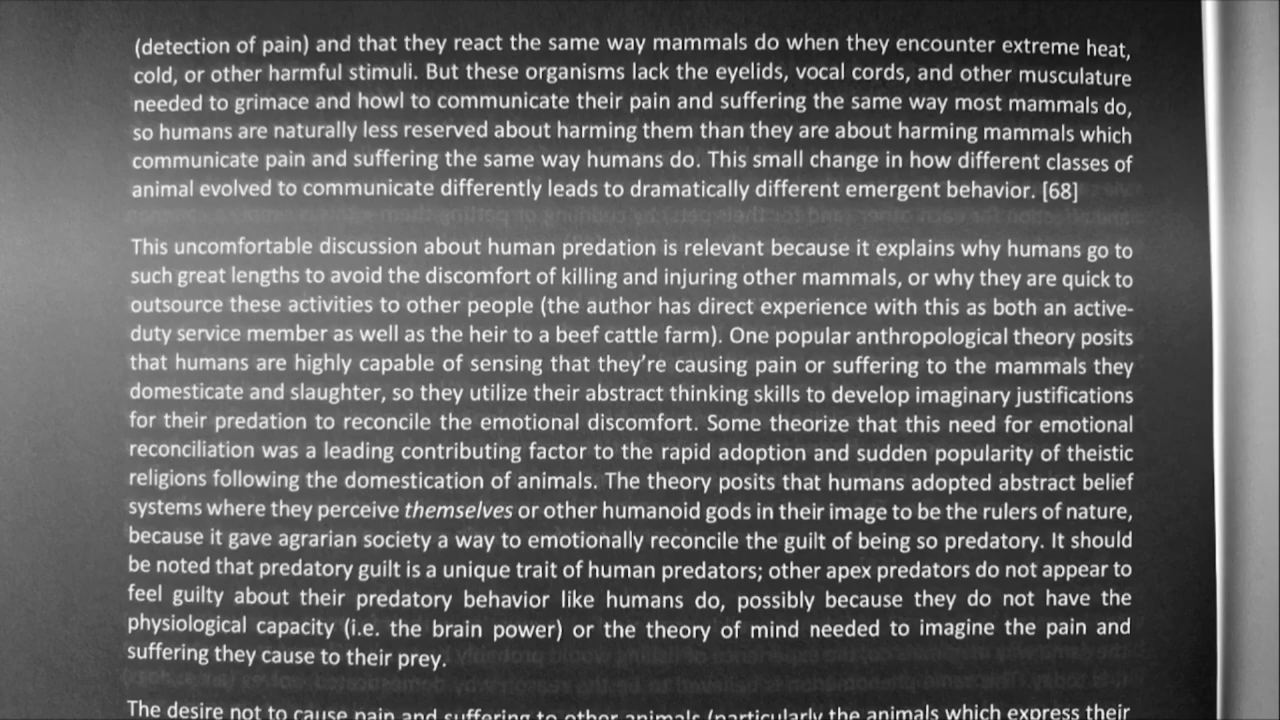 (detection of pain) and that they react the same way mammals do when they encounter extreme heat,
cold, or other harmful stimuli. But these organisms lack the eyelids, vocal cords, and other musculature
needed to grimace and howl to communicate their pain and suffering the same way most mammals do,
so humans are naturally less reserved about harming them than they are about harming mammals which
communicate pain and suffering the same way humans do. This small change in how different classes of
animal evolved to communicate differently leads to dramatically different emergent behavior. [68]
This uncomfortable discussion about human predation is relevant because it explains why humans go to
such great lengths to avoid the discomfort of killing and injuring other mammals, or why they are quick to
outsource these activities to other people (the author has direct experience with this as both an active-
duty service member as well as the heir to a beef cattle farm). One popular anthropological theory posits
that humans are highly capable of sensing that they’re causing pain or suffering to the mammals they
domesticate and slaughter, so they utilize their abstract thinking skills to develop imaginary justifications
for their predation to reconcile the emotional discomfort. Some theorize that this need for emotional
reconciliation was a leading contributing factor to the rapid adoption and sudden popularity of theistic
religions following the domestication of animals. The theory posits that humans adopted abstract belief
systems where they perceive themselves or other humanoid gods in their image to be the rulers of nature,
because it gave agrarian society a way to emotionally reconcile the guilt of being so predatory. It should
be noted that predatory guilt is a unique trait of human predators; other apex predators do not appear to
feel guilty about their predatory behavior like humans do, possibly because they do not have the
physiological capacity (i.e. the brain power) or the theory of mind needed to imagine the pain and
suffering they cause to their prey.
The desire not to cause pain and suffering to other animals (particularly the animals which express their